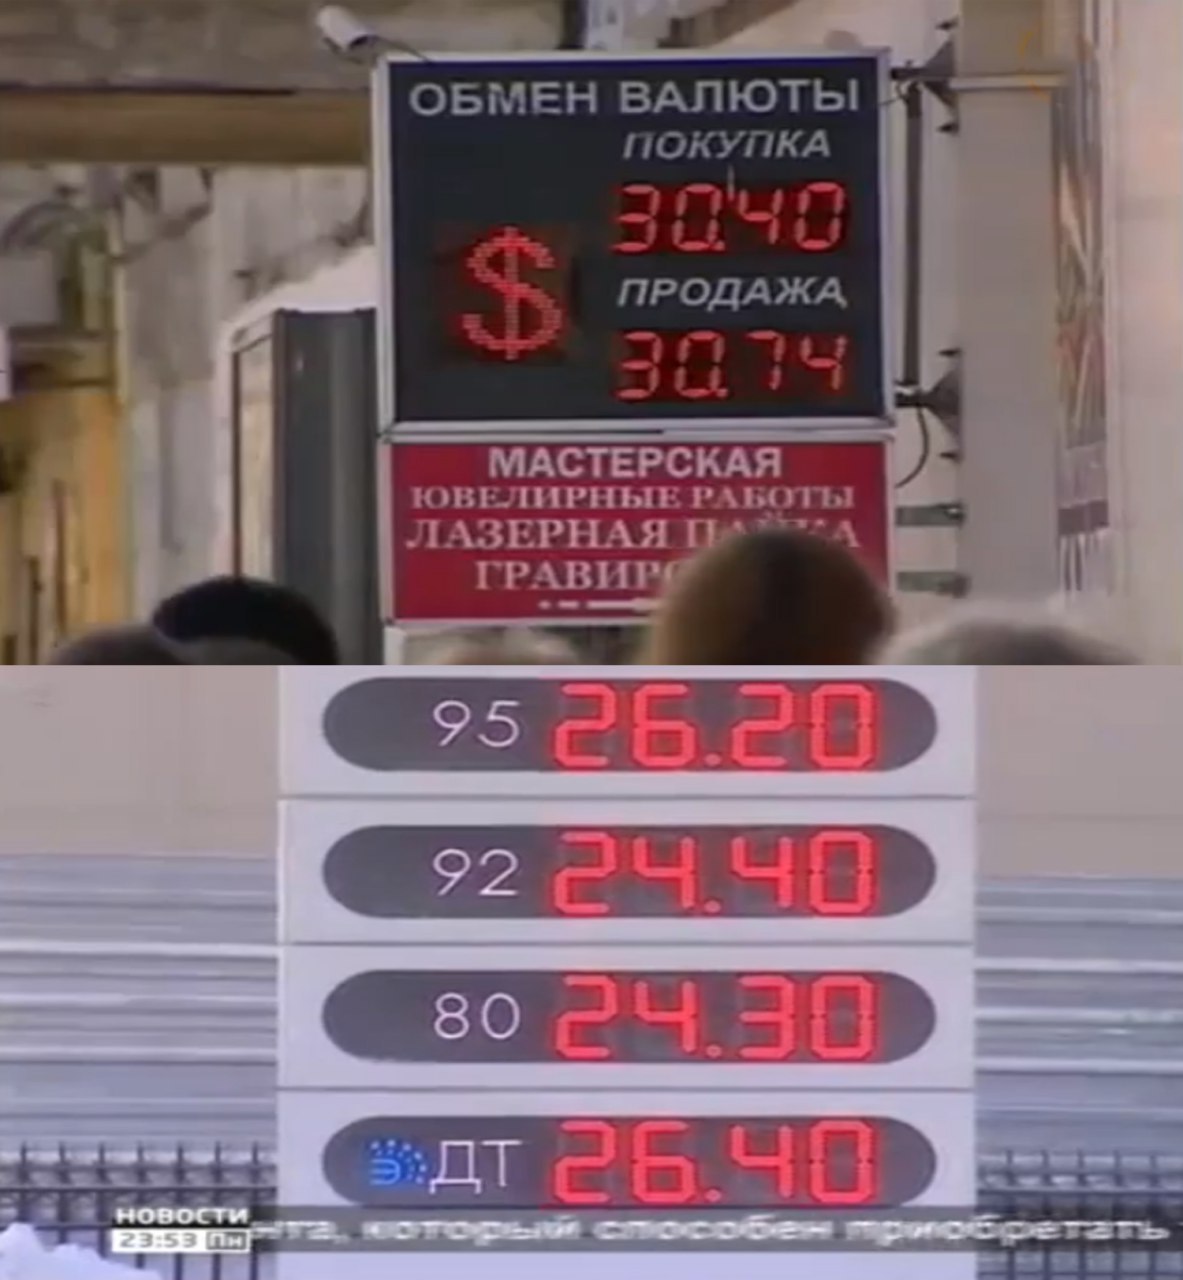 ОБМЕН ВАЛЮТЫ
ПОКУПКА
30.40
$
ПРОДАЖА
30.74
МАСТЕРСКАЯ
ЮВЕЛИРНЫЕ РАБОТЫ
ЛАЗЕРНАЯ
95 26.20
92 24.40
80 24.30
э ДТ 26.40
НОВОСТИ
23:53 Пн
который способен приобретать